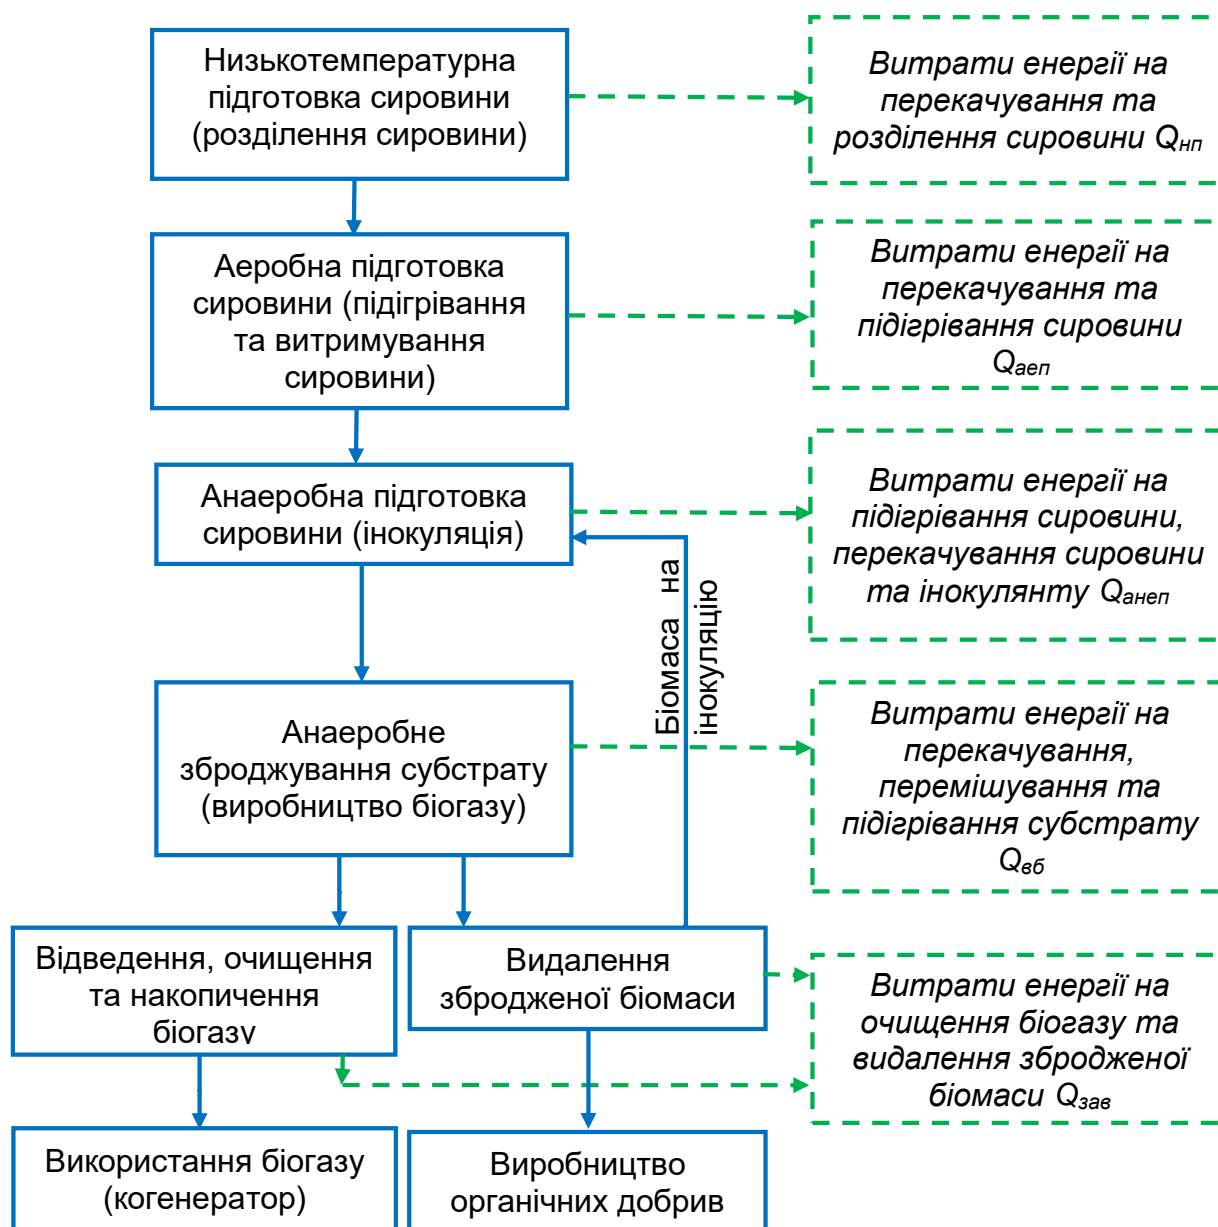 Низькотемпературна
підготовка сировини
(розділення сировини)
Витрати енергії на
перекачування та
розділення сировини Qнп
Аеробна підготовка
сировини (підігрівання
та витримування
сировини)
Витрати енергії на
перекачування та
підігрівання сировини
Qаеп
Анаеробна підготовка
сировини (інокуляція)
Витрати енергії на
підігрівання сировини,
перекачування сировини
та інокулянту Qанеп
Біомаса на
інокуляцію
Анаеробне
зброджування субстрату
(виробництво біогазу)
Витрати енергії на
перекачування,
перемішування та
підігрівання субстрату
Qвб
Відведення, очищення
та накопичення
біогазу
Видалення
збродженої біомаси
Витрати енергії на
очищення біогазу та
видалення збродженої
біомаси Qзав
Використання біогазу
(когенератор)
Виробництво
органічних добрив